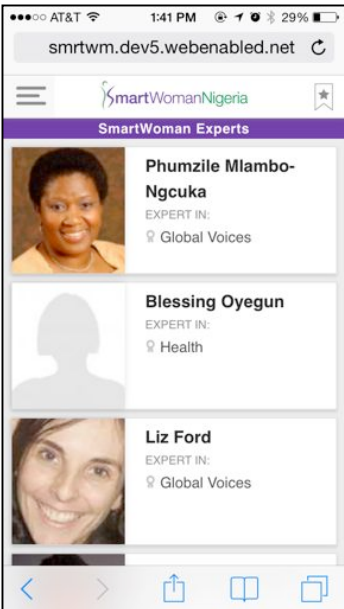 AT&T 1:41 PM 29%
smrtwm.dev5.webenabled.net
SmartWomanNigeria
SmartWoman Experts
Phumzile Mlambo-
Ngcuka
EXPERT IN:
Global Voices
Blessing Oyegun
EXPERT IN:
Health
Liz Ford
EXPERT IN:
Global Voices